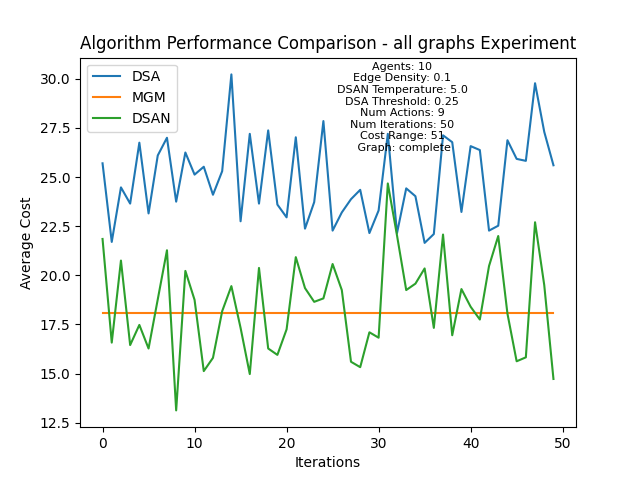 Algorithm Performance Comparison - all graphs Experiment
DSA
MGM
DSAN
Agents: 10
Edge Density: 0.1
DSAN Temperature: 5.0
DSA Threshold: 0.25
Num Actions: 9
Num Iterations: 50
Cost Range: 51
Graph: complete
Average Cost
30.0
27.5
25.0
22.5
20.0
17.5
15.0
12.5
0 10 20 30 40 50
Iterations